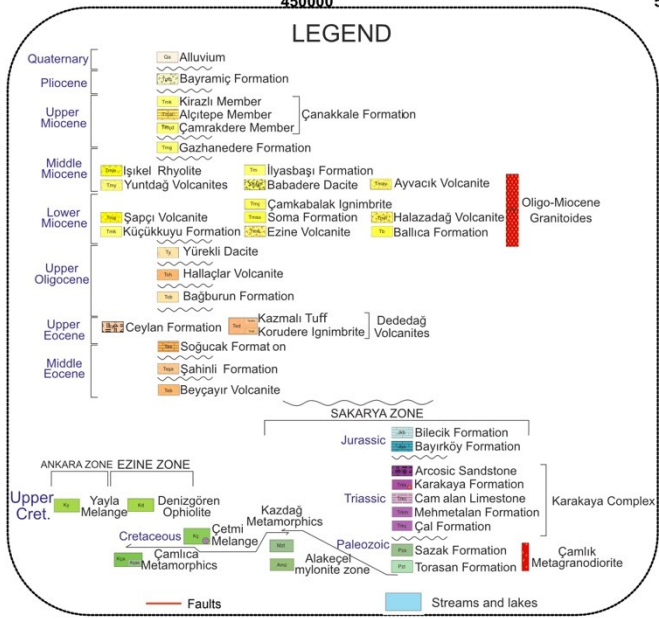 450000
5
LEGEND
Quaternary Alluvium
Pliocene Bayramiç Formation
Upper Miocene
Kirazlı Member
Alçıtepe Member
Çamrakdere Member
Çanakkale Formation
Gazhanedere Formation
Middle Miocene
Işıkel Rhyolite İlyasbaşı Formation
Yuntdağ Volcanites Babadere Dacite Ayvacık Volcanite
Oligo-Miocene
Granitoides
Lower Miocene
Çamkabalak Ignimbrite
Şapçı Volcanite Soma Formation Halazadağ Volcanite
Küçükkuyu Formation Ezine Volcanite Ballıca Formation
Upper Oligocene
Yürekli Dacite
Hallaçlar Volcanite
Bağburun Formation
Upper Eocene
Ceylan Formation
Kazmalı Tuff
Korudere Ignimbrite
Dededağ
Volcanites
Soğucak Format on
Middle Eocene
Şahinli Formation
Beyçayır Volcanite
SAKARYA ZONE
Jurassic
Bilecik Formation
Bayırköy Formation
Triassic
Arcosic Sandstone
Karakaya Formation
Cam alan Limestone
Mehmetalan Formation
Çal Formation
Karakaya Complex
ANKARA ZONE EZINE ZONE
Upper Cret.
Yayla
Melange
Denizgören
Ophiolite
Cretaceous
Çetmi
Melange
Çamlıca
Metamorphics
Kazdağ
Metamorphics
Alakeçel
mylonite zone
Paleozoic
Sazak Formation
Torasan Formation
Çamlık
Metagranodiorite
Faults
Streams and lakes